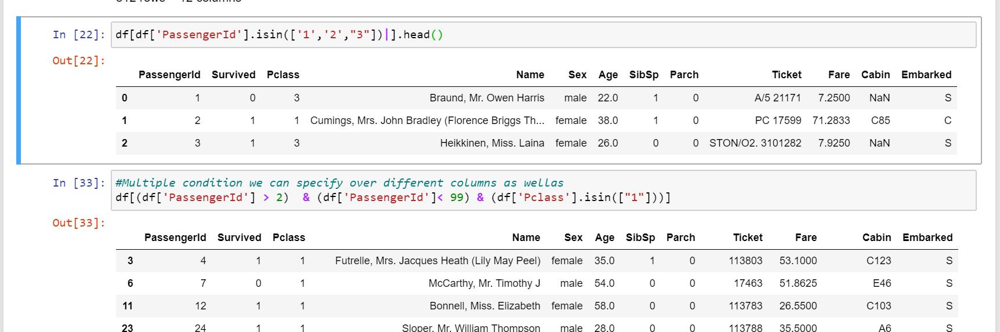 812 rows × 12 columns
In [22]: df[df['PassengerId'].isin(['1','2',"3"])|].head()
Out[22]:
PassengerId Survived Pclass Name Sex Age SibSp Parch Ticket Fare Cabin Embarked
0 1 0 3 Braund, Mr. Owen Harris male 22.0 1 0 A/5 21171 7.2500 NaN S
1 2 1 1 Cumings, Mrs. John Bradley (Florence Briggs Th... female 38.0 1 0 PC 17599 71.2833 C85 C
2 3 1 3 Heikkinen, Miss. Laina female 26.0 0 0 STON/O2. 3101282 7.9250 NaN S
In [33]: #Multiple condition we can specify over different columns as wellas
df[(df['PassengerId'] > 2)  & (df['PassengerId']< 99) & (df['Pclass'].isin(["1"]))]
Out[33]:
PassengerId Survived Pclass Name Sex Age SibSp Parch Ticket Fare Cabin Embarked
3 4 1 1 Futrelle, Mrs. Jacques Heath (Lily May Peel) female 35.0 1 0 113803 53.1000 C123 S
6 7 0 1 McCarthy, Mr. Timothy J male 54.0 0 0 17463 51.8625 E46 S
11 12 1 1 Bonnell, Miss. Elizabeth female 58.0 0 0 113783 26.5500 C103 S
23 24 1 1 Sloper, Mr. William Thompson male 28.0 0 0 113788 35.5000 A6 S